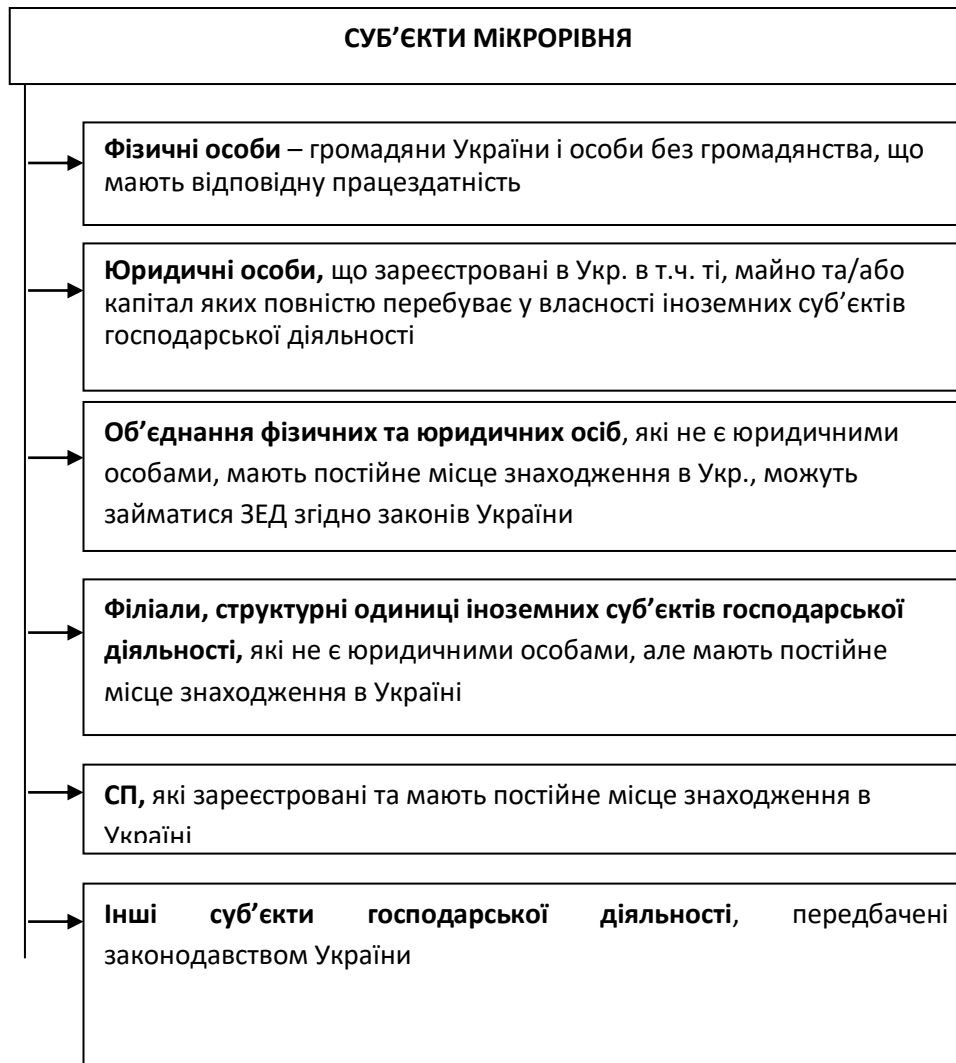 СУБ’ЄКТИ МіКРОРІВНЯ
Фізичні особи – громадяни України і особи без громадянства, що
мають відповідну працездатність
Юридичні особи, що зареєстровані в Укр. в т.ч. ті, майно та/або
капітал яких повністю перебуває у власності іноземних суб’єктів
господарської діяльності
Об’єднання фізичних та юридичних осіб, які не є юридичними
особами, мають постійне місце знаходження в Укр., можуть
займатися ЗЕД згідно законів України
Філіали, структурні одиниці іноземних суб’єктів господарської
діяльності, які не є юридичними особами, але мають постійне
місце знаходження в Україні
СП, які зареєстровані та мають постійне місце знаходження в
Україні
Інші суб’єкти господарської діяльності, передбачені
законодавством України